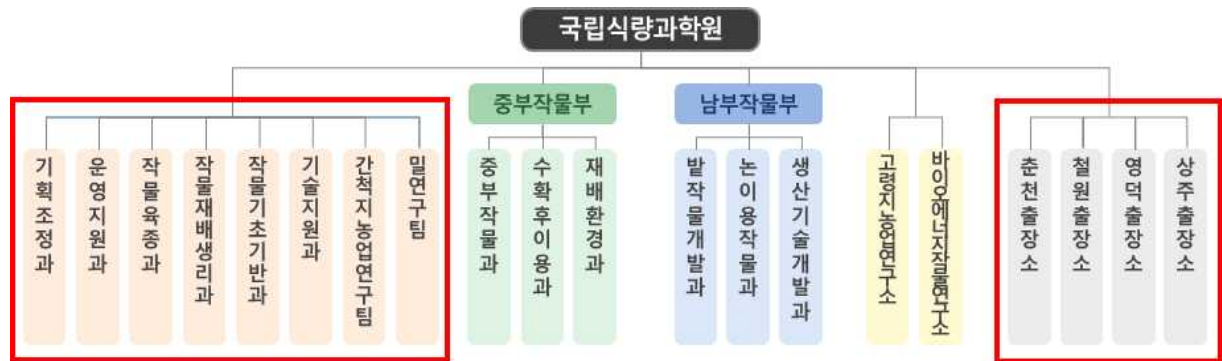 국립식량과학원
중부작물부
남부작물부
기획조정과
운영지원과
작물육종과
작물재배생리과
작물기초기반과
기술지원과
간척지농업연구팀
밀연구팀
중부작물과
수확후이용과
재배환경과
밭작물개발과
논이용작물과
생산기술개발과
고령지농업연구소
바이오에너지작물연구소
춘천출장소
철원출장소
영덕출장소
상주출장소